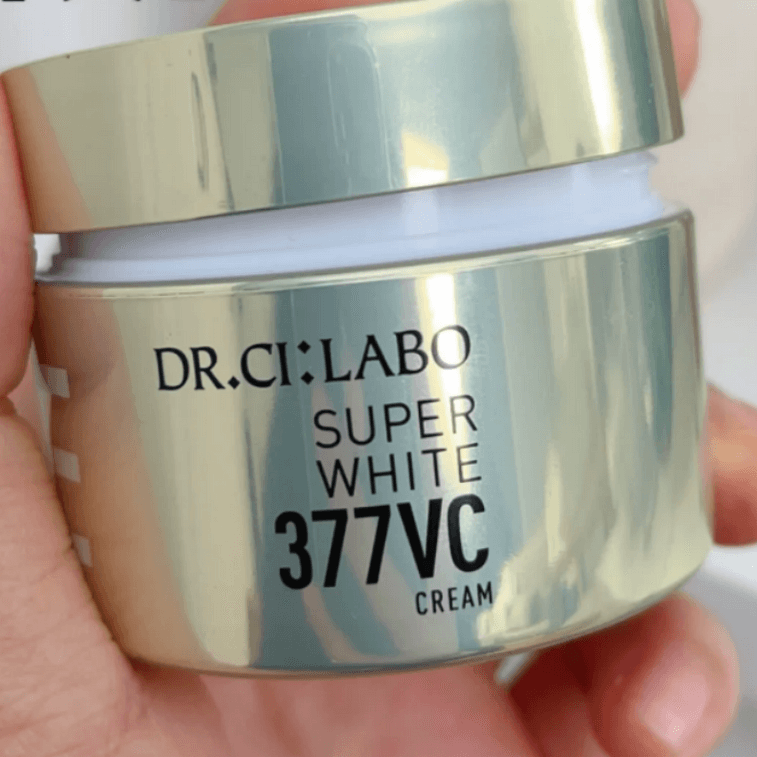 DR.CI:LABO
SUPER
WHITE
377VC
CREAM